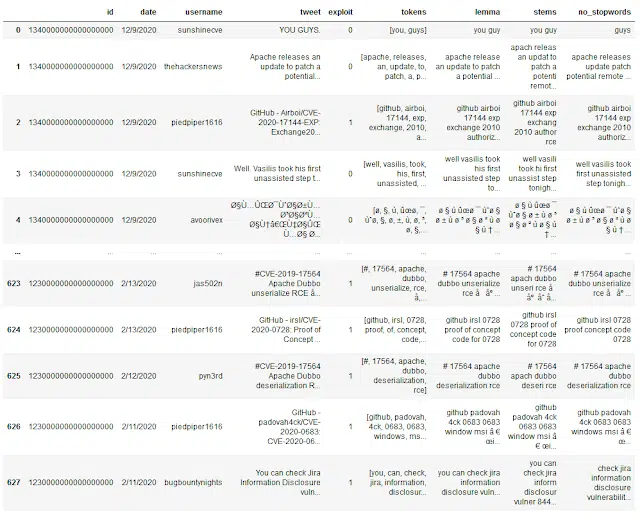 id date username tweet exploit tokens lemma stems no_stopwords
0 1340000000000000000 12/9/2020 sunshinecve YOU GUYS. 0 [you, guys] you guy you guy guys
1 1340000000000000000 12/9/2020 thehackersnews
Apache releases an
update to patch a
potential...
0
[apache, releases,
an, update, to,
patch, a, p...
apache release
an update to patch
a potential ...
apach releas
an updat to
patch a
potenti
remot...
apache releases
update patch
potential remote ...
2 1340000000000000000 12/9/2020 piedpiper1616
GitHub - Airboi/CVE-
2020-17144-EXP:
Exchange20...
1
[github, airboi,
17144, exp,
exchange, 2010,
a...
github airboi
17144 exp
exchange 2010
authoriz...
github airboi
17144 exp
exchang
2010 author
rce
github airboi
17144 exp
exchange 2010
authoriz...
3 1340000000000000000 12/9/2020 sunshinecve
Well. Vasilis took his first
unassisted step t...
0
[well, vasilis, took,
his, first,
unassisted, ...
well vasilis took
his first
unassisted step
to...
well vasili
took hi first
unassist step
tonigh...
well vasilis took
first unassisted
step tonight...
4 1340000000000000000 12/9/2020 avoorivex
0
...
623 1230000000000000000 2/13/2020 jas502n
#CVE-2019-17564
Apache Dubbo
unserialize RCE å...
1
[#, 17564, apache,
dubbo,
unserialize, rce,
å,...
# 17564 apache
dubbo unserialize
rce å å º ...
# 17564
apach dubbo
unseri rce å
# 17564 apache
dubbo unserialize
rce å å º ...
624 1230000000000000000 2/13/2020 piedpiper1616
GitHub - irsl/CVE-
2020-0728: Proof of
Concept ...
1
[github, irsl, 0728,
proof, of, concept,
code,...
github irsl 0728
proof of concept
code for 0728
github irsl
0728 proof of
concept code
for 0728
github irsl 0728
proof concept code
0728
625 1230000000000000000 2/12/2020 pyn3rd
#CVE-2019-17564
Apache Dubbo
deserialization R...
1
[#, 17564, apache,
dubbo,
deserialization,
rce]
# 17564 apache
dubbo
deserialization rce
# 17564
apach dubbo
deseri rce
# 17564 apache
dubbo
deserialization rce
626 1230000000000000000 2/11/2020 piedpiper1616
GitHub -
padovah4ck/CVE-
2020-0683:
CVE-2020-06...
1
[github, padovah,
4ck, 0683, 0683,
windows, ms...
github padovah
4ck 0683 0683
window msi â €
œi...
github
padovah 4ck
0683 0683
window msi
â € œi...
github padovah 4ck
0683 0683
windows msi â €
œ ...
627 1230000000000000000 2/11/2020 bugbountynights
You can check Jira
Information Disclosure
vuln...
1
[you, can, check,
jira, information,
disclosur...
you can check jira
information
disclosure vuln...
you can
check jira
inform
disclosur
vulner 844...
check jira
information
disclosure
vulnerabilit...